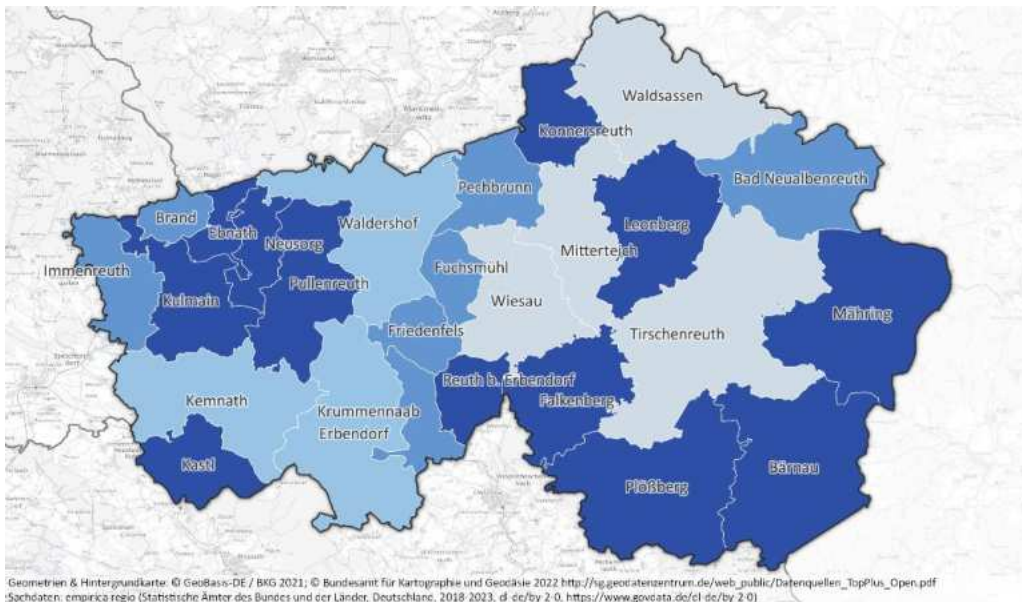 Waldsassen
Konnersreuth
Pechbrunn
Bad Neualbenreuth
Brand
Waldershof
Leonberg
Ebnath
Neusorg
Mitterteich
Immenreuth
Fuchsmühl
Pullenreuth
Kulmain
Wiesau
Mähring
Friedenfels
Tirschenreuth
Reuth b. Erbendorf
Kemnath
Falkenberg
Krummennaab
Erbendorf
Kastl
Bärnau
Plößberg
Geometrien & Hintergrundkarte: © GeoBasis-DE / BKG 2021; © Bundesamt für Kartographie und Geodäsie 2022 http://sg.geodatenzentrum.de/web_public/Datenquellen_TopPlus_Open.pdf
Sachdaten: empirica regio (Statistische Ämter des Bundes und der Länder, Deutschland, 2018-2023, dl-de/by-2-0, https://www.govdata.de/dl-de/by-2-0)